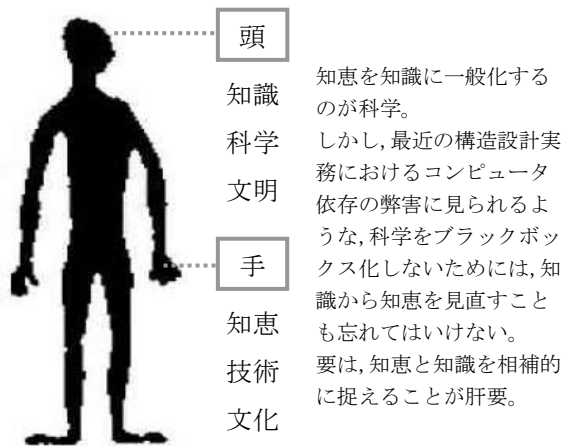 頭
知識
科学
文明
手
知恵
技術
文化
知恵を知識に一般化する
のが科学。
しかし,最近の構造設計実
務におけるコンピュータ
依存の弊害に見られるよ
うな,科学をブラックボッ
クス化しないためには,知
識から知恵を見直すこと
も忘れてはいけない。
要は,知恵と知識を相補的
に捉えることが肝要。